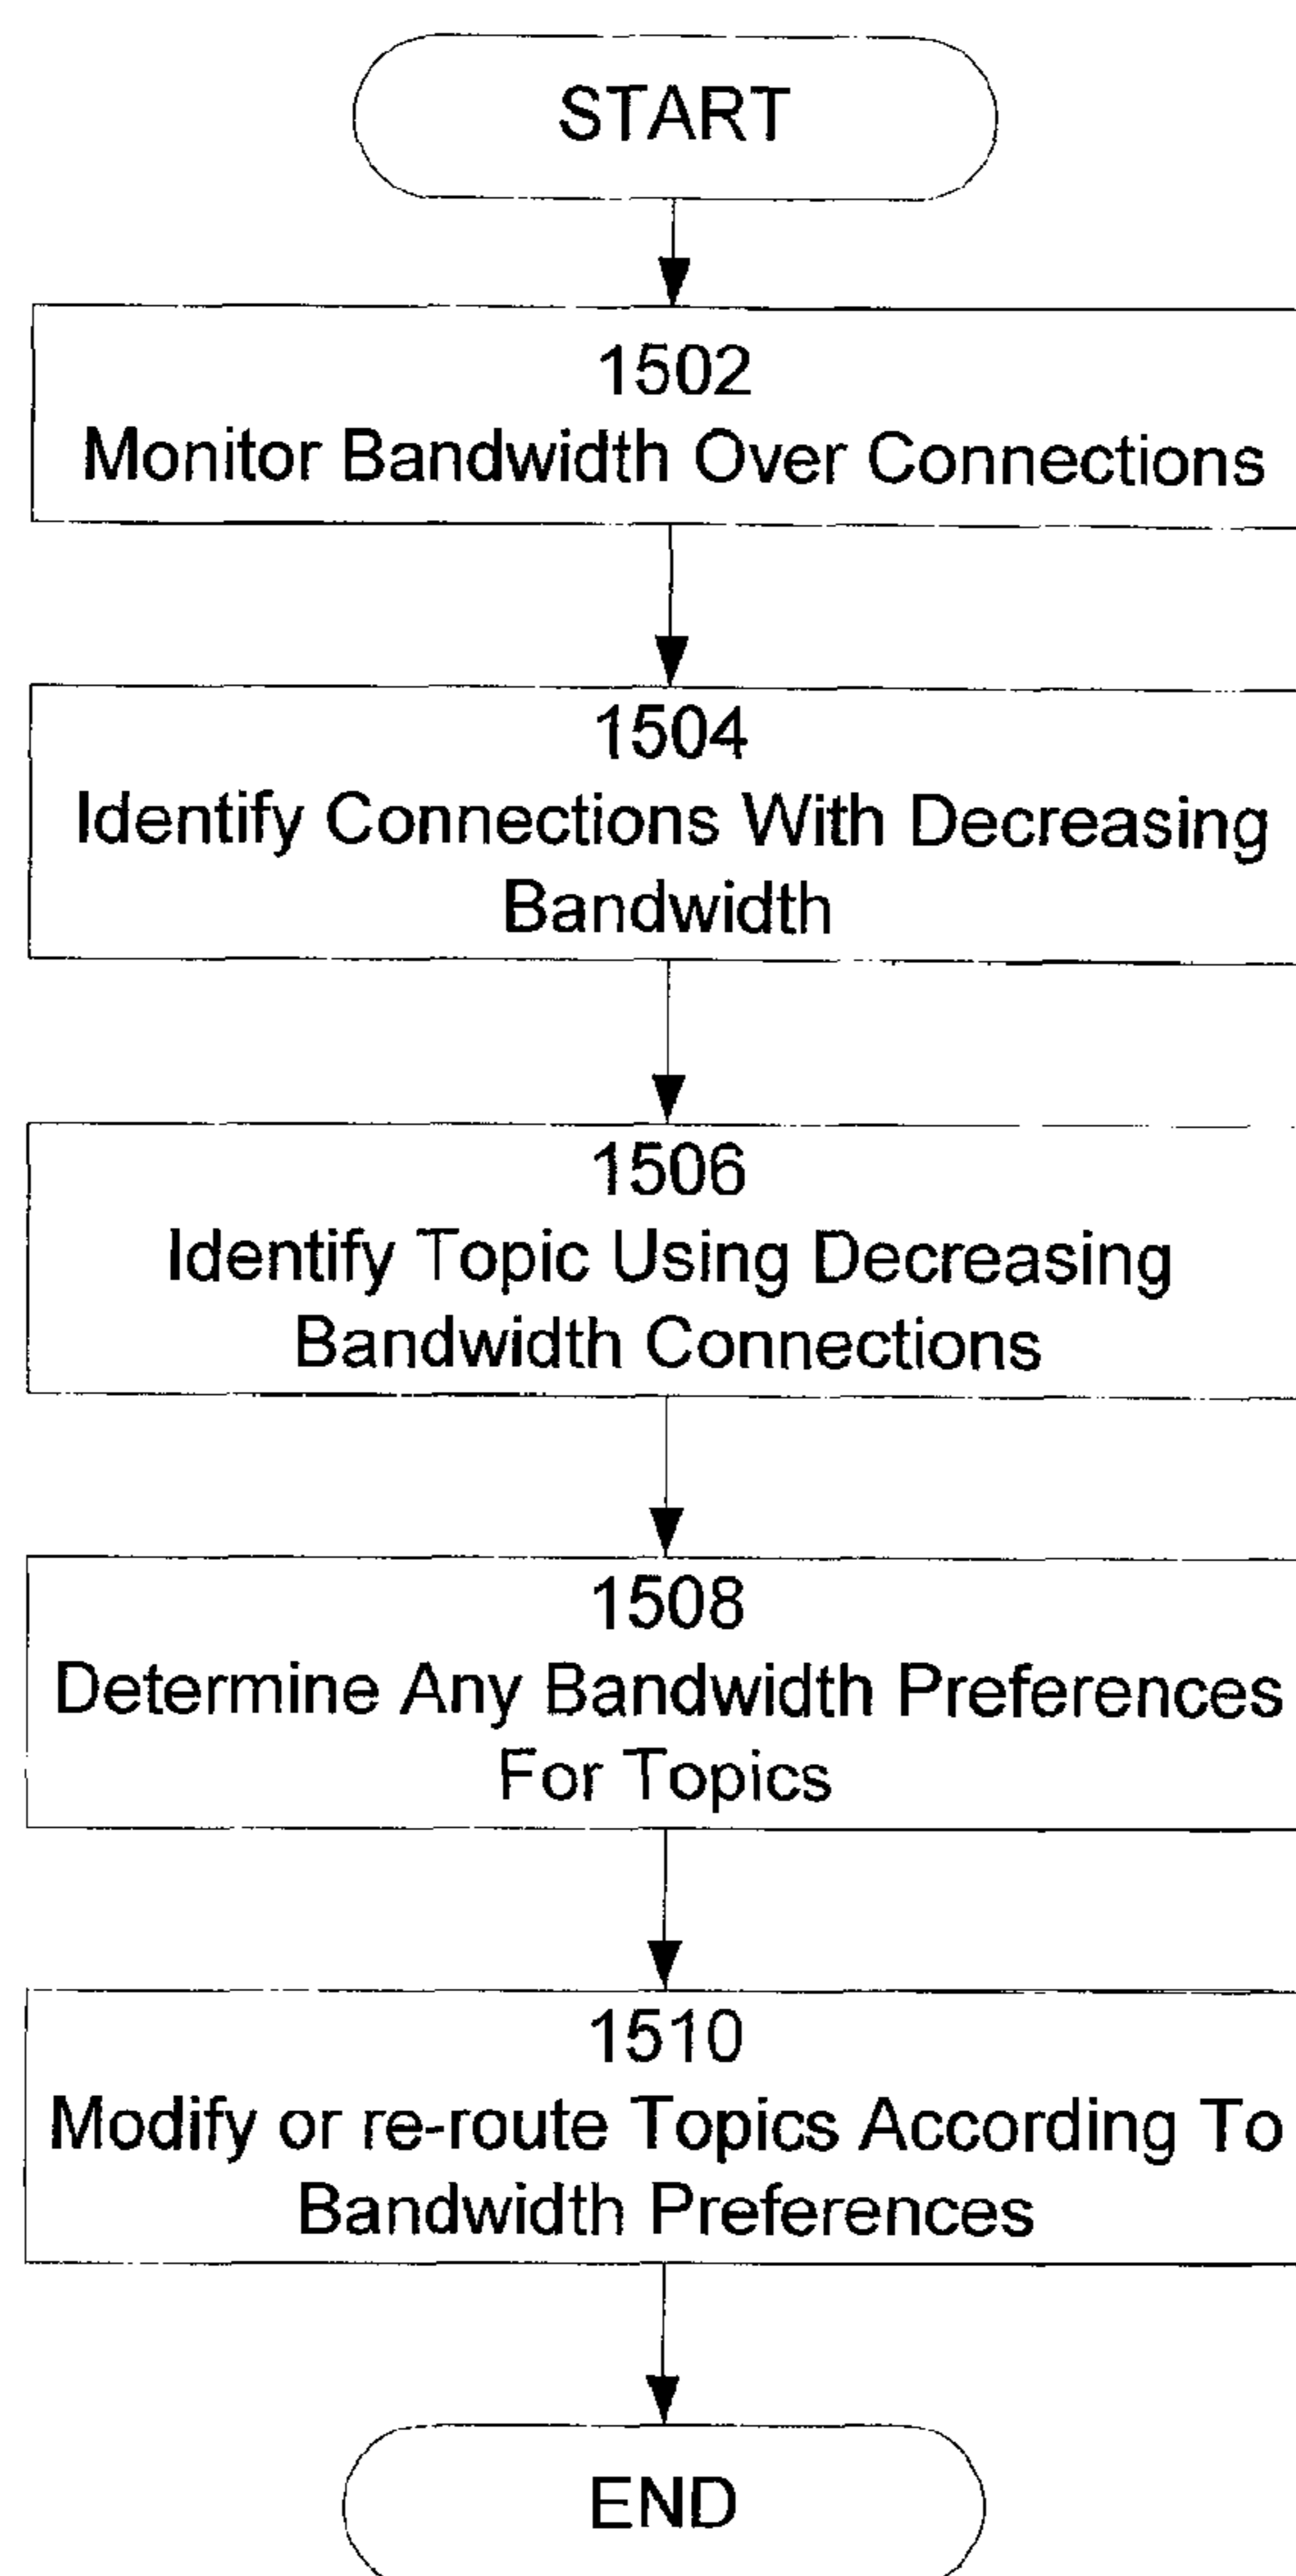 START
1502
Monitor Bandwidth Over Connections
1504
Identify Connections With Decreasing
Bandwidth
1506
Identify Topic Using Decreasing
Bandwidth Connections
1508
Determine Any Bandwidth Preferences
For Topics
1510
Modify or re-route Topics According To
Bandwidth Preferences
END